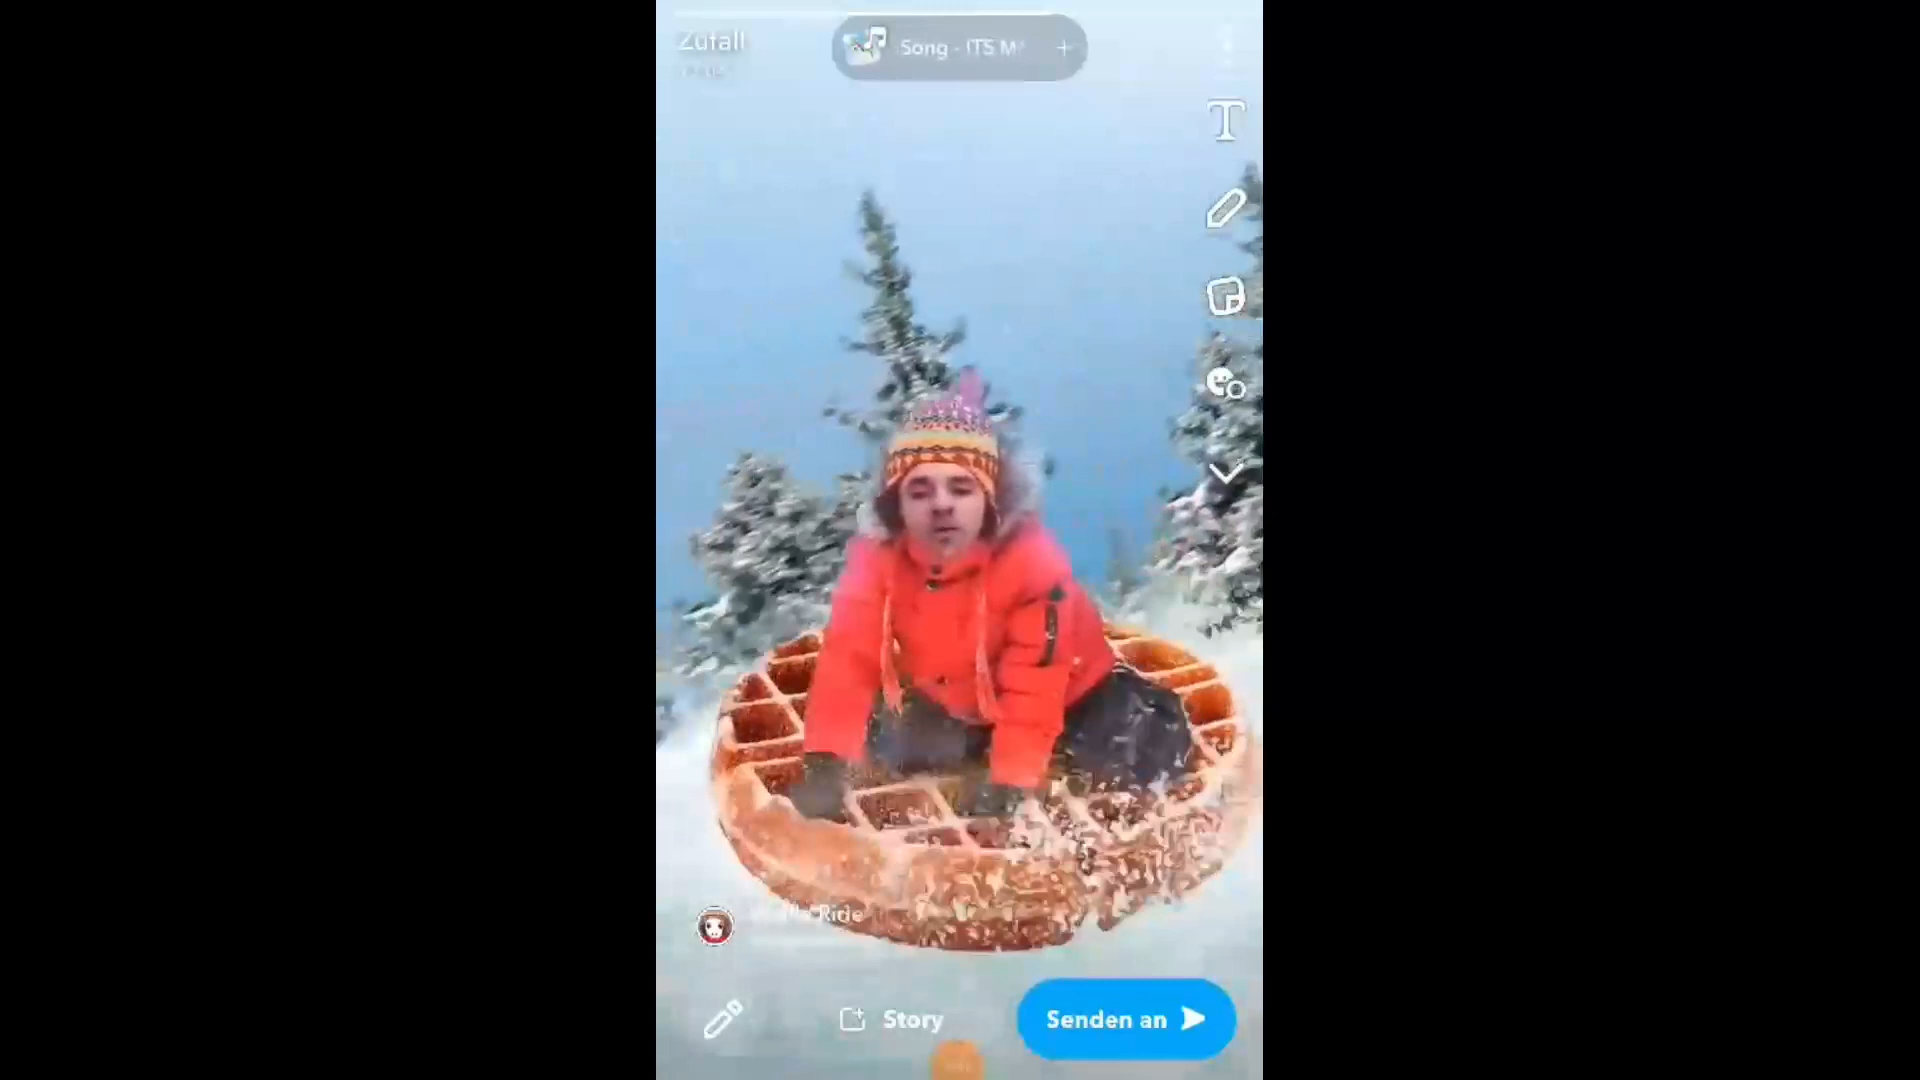 Zufall
Song - ITS M
Ride
Story
Senden an